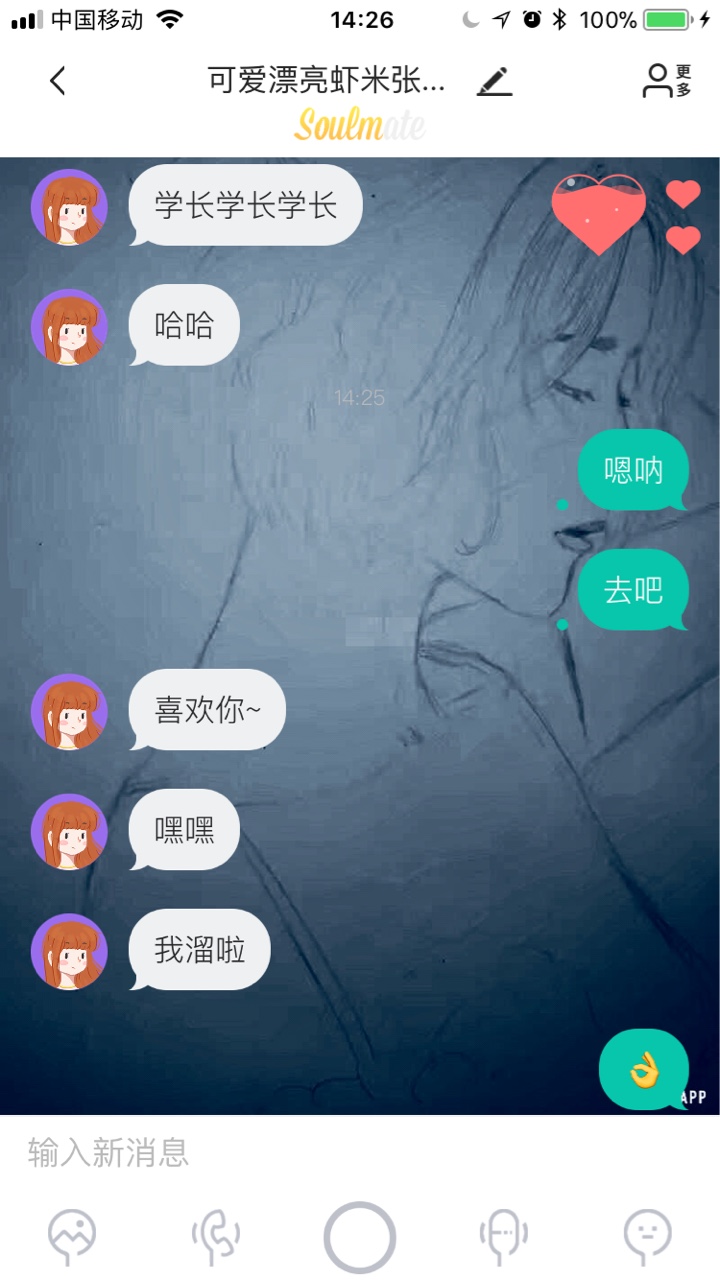 中国移动 14:26 100%
可爱漂亮虾米张... 更多
Soulmate
学长学长学长
哈哈
14:25
嗯呐
去吧
喜欢你~
嘿嘿
我溜啦
👌
APP
输入新消息